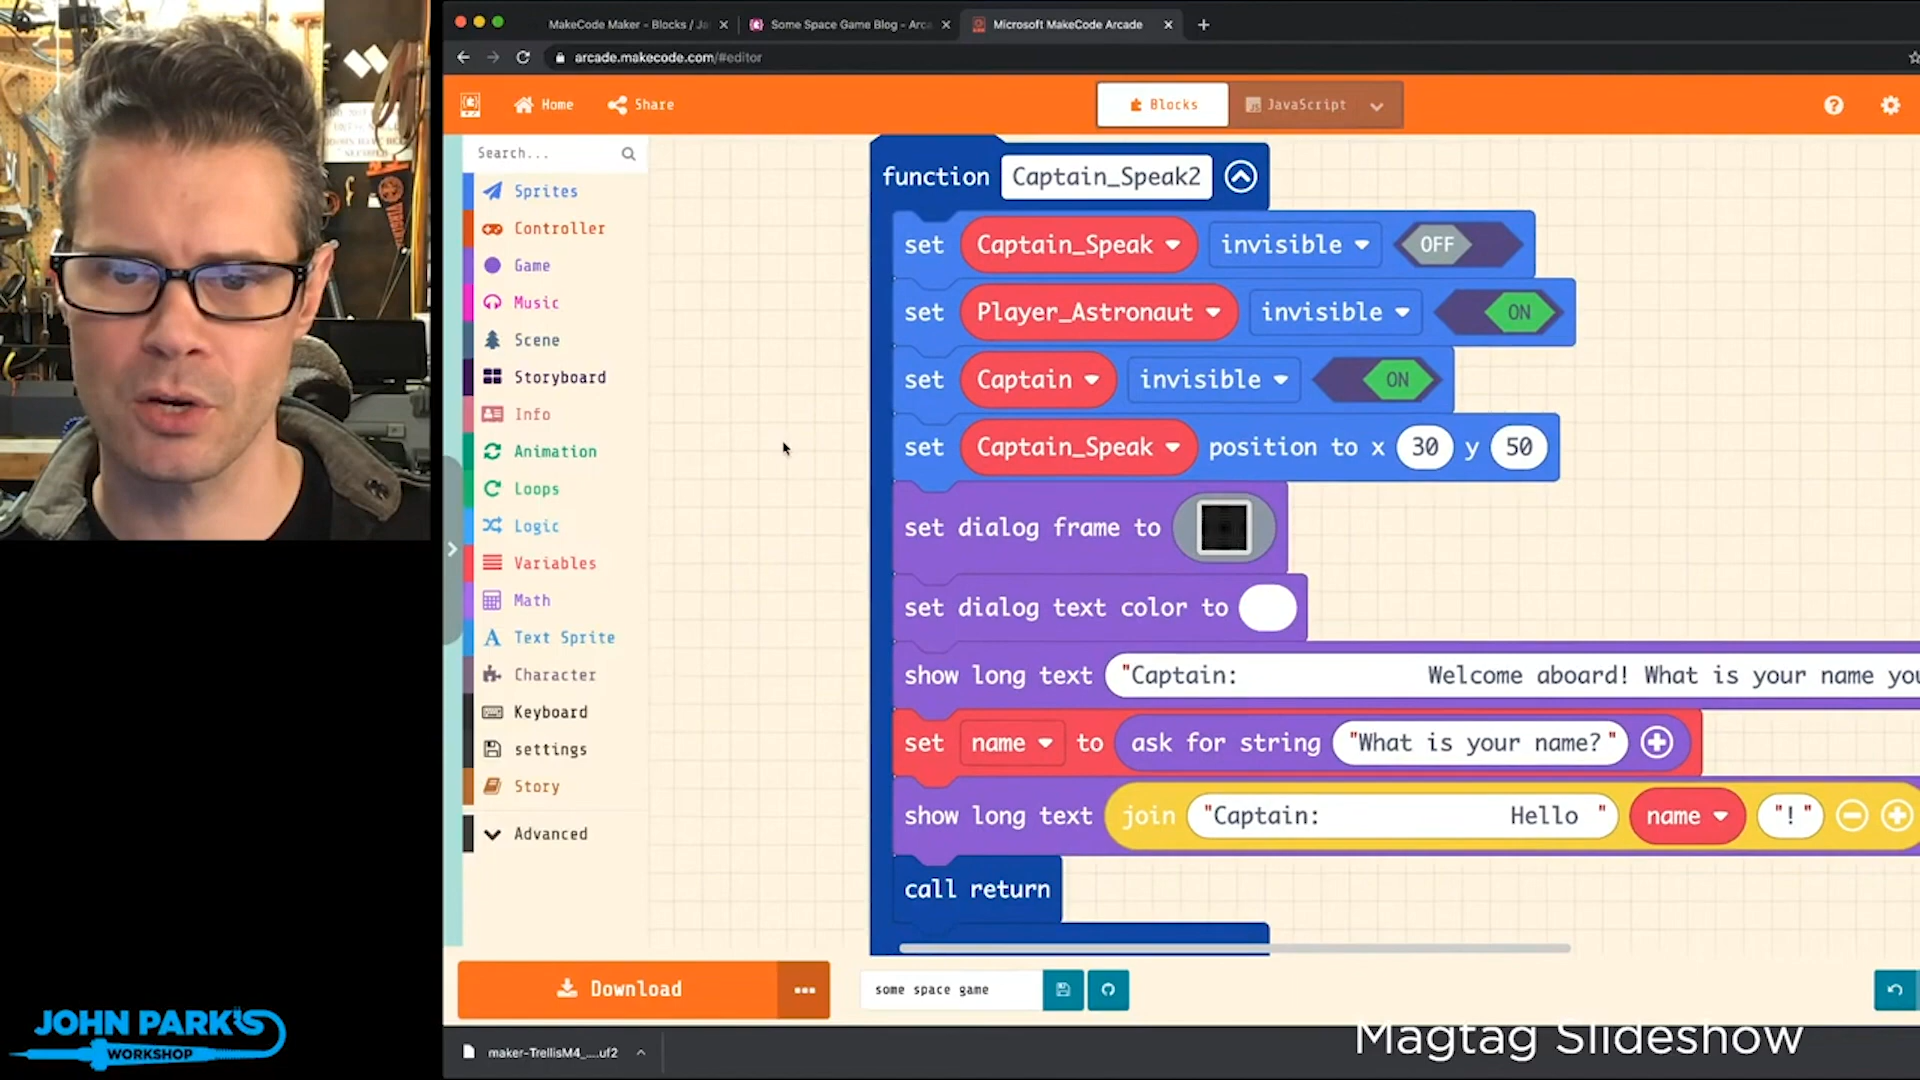 MakeCode Maker - Blocks / Ja
Some Space Game Blog - Arca
Microsoft MakeCode Arcade
arcade.makecode.com/#editor
Home
Share
Blocks
JavaScript
Search...
Sprites
Controller
Game
Music
Scene
Storyboard
Info
Animation
Loops
Logic
Variables
Math
Text Sprite
Character
Keyboard
settings
Story
Advanced
function Captain_Speak2
set Captain_Speak invisible OFF
set Player_Astronaut invisible ON
set Captain invisible ON
set Captain_Speak position to x 30 y 50
set dialog frame to
set dialog text color to
show long text "Captain: Welcome aboard! What is your name you
set name to ask for string "What is your name?"
show long text join "Captain: Hello " name "!"
call return
Download
some space game
JOHN PARK'S
WORKSHOP
maker-TrellisM4_....uf2
Magtag Slideshow